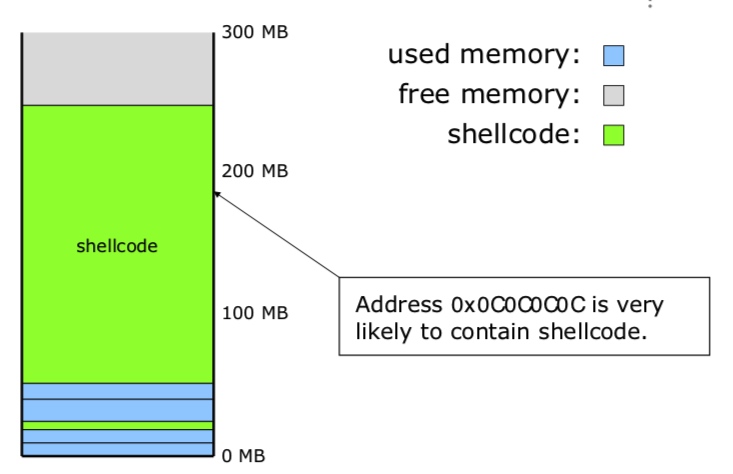 300 MB
used memory:
free memory:
shellcode:
200 MB
shellcode
Address 0x0C0C0C0C is very
likely to contain shellcode.
100 MB
0 MB